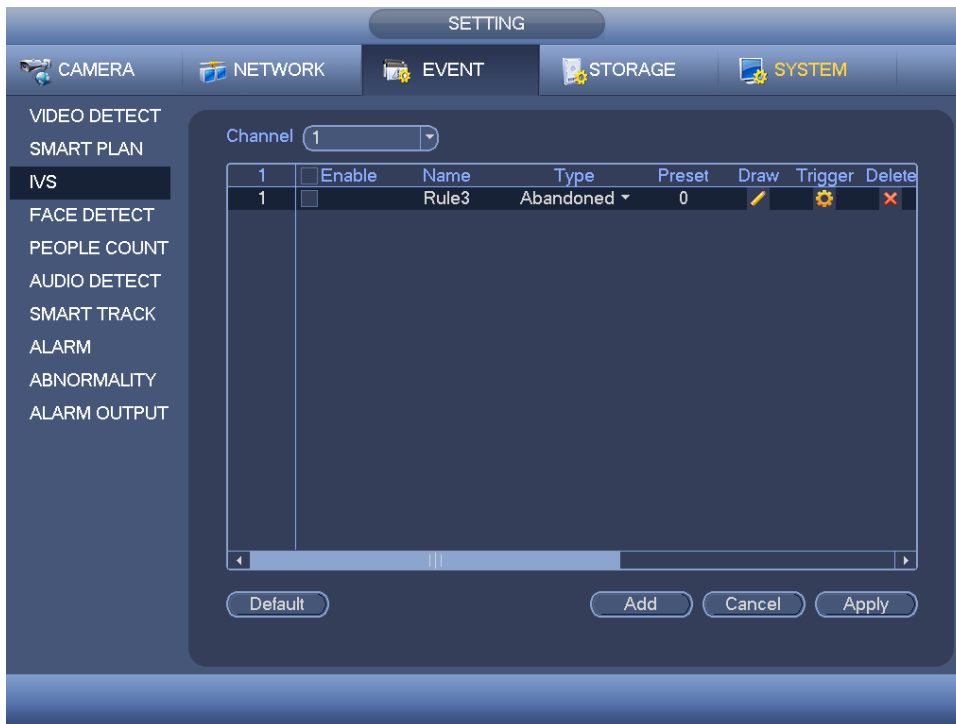 SETTING
CAMERA NETWORK EVENT STORAGE SYSTEM
VIDEO DETECT
SMART PLAN
IVS
FACE DETECT
PEOPLE COUNT
AUDIO DETECT
SMART TRACK
ALARM
ABNORMALITY
ALARM OUTPUT
Channel 1
1 Enable Name Type Preset Draw Trigger Delete
1 Rule3 Abandoned 0
Default Add Cancel Apply